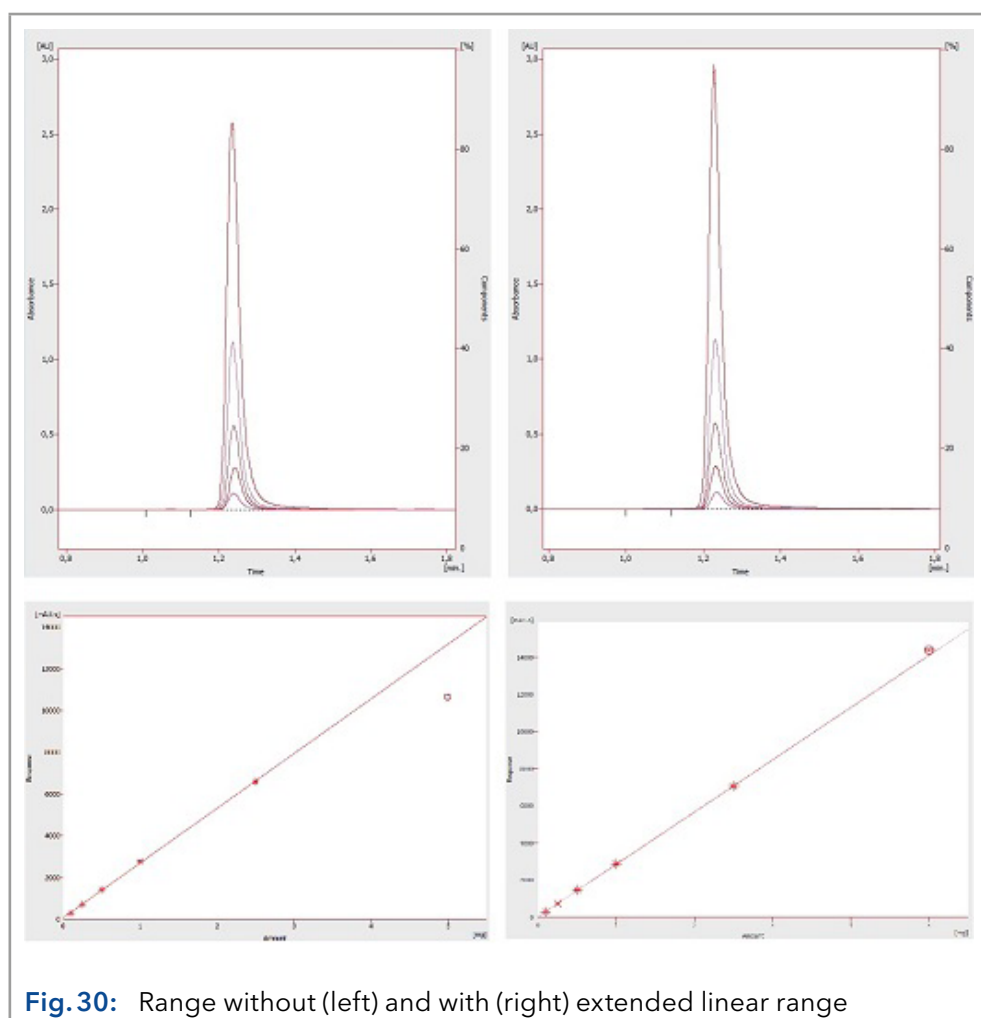 [AU] [%]
3,0
2,5
2,0
1,5
1,0
0,5
0,0
80
60
40
20
0
Absorbance
Components
0,8 1,0 1,2 1,4 1,6 1,8
Time [min.]
[AU] [%]
3,0
2,5
2,0
1,5
1,0
0,5
0,0
80
60
40
20
0
Absorbance
Components
0,8 1,0 1,2 1,4 1,6 1,8
Time [min.]
10000
6000
4000
2000
0
Response
0 1 2 3 4 5
Amount
Response
Amount
Fig. 30: Range without (left) and with (right) extended linear range